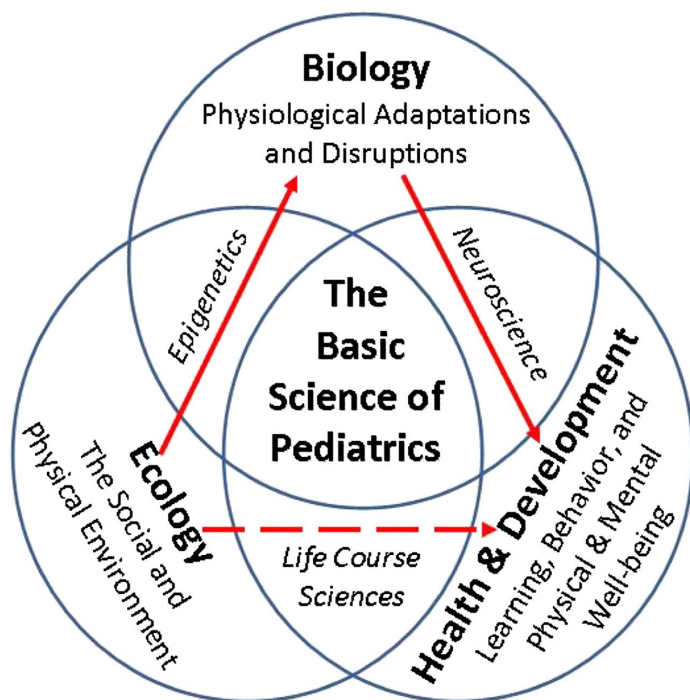 Biology
Physiological Adaptations
and Disruptions
Epigenetics
Neuroscience
The
Basic
Science of
Pediatrics
Ecology
The Social and
Physical Environment
Life Course
Sciences
Health & Development
Learning, Behavior, and
Physical & Mental
Well-being